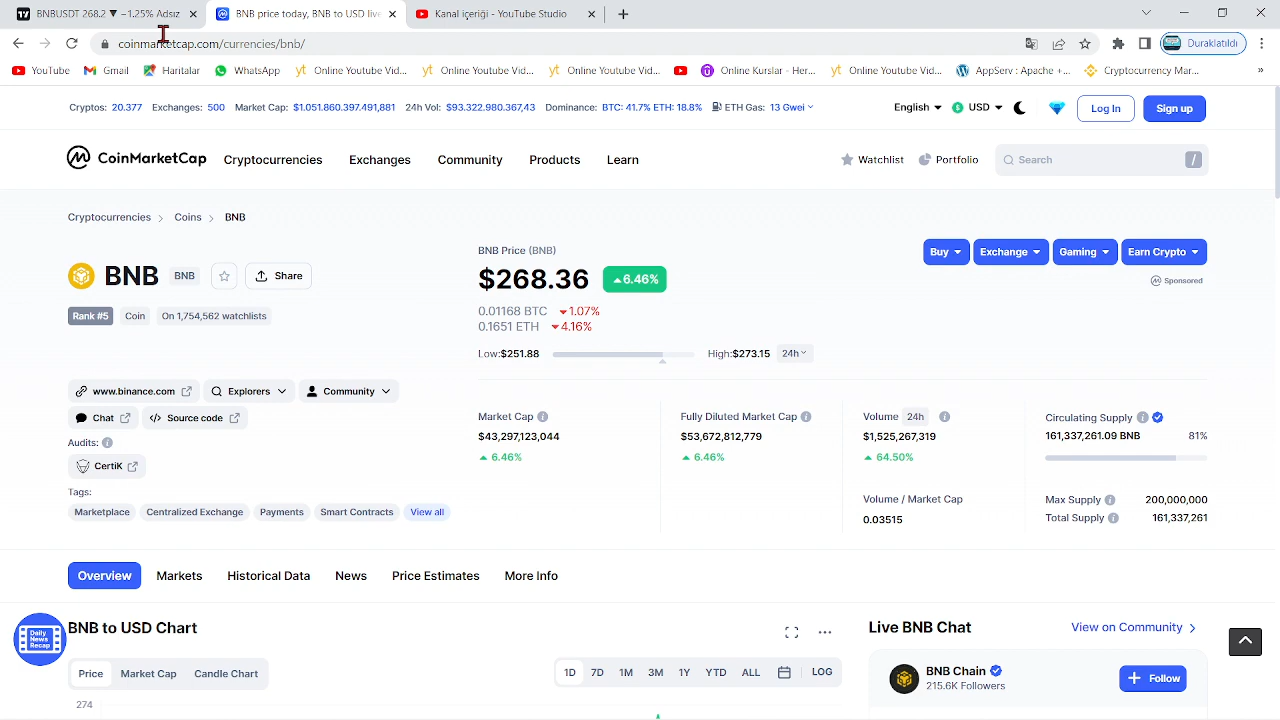 BNBUSDT 268.2 ▼ −1.25% Adsız
BNB price today, BNB to USD live
Kanal içeriği - YouTube Studio
coinmarketcap.com/currencies/bnb/
Duraklatıldı
YouTube
Gmail
Haritalar
WhatsApp
Online Youtube Vid...
Online Youtube Vid...
Online Youtube Vid...
Online Kurslar - Her...
Online Youtube Vid...
AppServ : Apache +...
Cryptocurrency Mar...
»
Cryptos: 20.377 Exchanges: 500 Market Cap: $1.051.860.397.491,881 24h Vol: $93.322.980.367,43 Dominance: BTC: 41.7% ETH: 18.8% ETH Gas: 13 Gwei
English
USD
Log In
Sign up
CoinMarketCap
Cryptocurrencies
Exchanges
Community
Products
Learn
Watchlist
Portfolio
Search
/
Cryptocurrencies > Coins > BNB
BNB BNB
Share
Rank #5
Coin
On 1,754,562 watchlists
BNB Price (BNB)
$268.36
6.46%
0.01168 BTC 1.07%
0.1651 ETH 4.16%
Low:$251.88
High:$273.15
24h
Buy
Exchange
Gaming
Earn Crypto
Sponsored
www.binance.com
Explorers
Community
Chat
Source code
Audits:
CertiK
Tags:
Marketplace
Centralized Exchange
Payments
Smart Contracts
View all
Market Cap
$43,297,123,044
6.46%
Fully Diluted Market Cap
$53,672,812,779
6.46%
Volume 24h
$1,525,267,319
64.50%
Volume / Market Cap
0.03515
Circulating Supply
161,337,261.09 BNB 81%
Max Supply 200,000,000
Total Supply 161,337,261
Overview
Markets
Historical Data
News
Price Estimates
More Info
Daily
News
Recap
BNB to USD Chart
Price
Market Cap
Candle Chart
1D
7D
1M
3M
1Y
YTD
ALL
LOG
274
Live BNB Chat
View on Community
BNB Chain
215.6K Followers
+ Follow